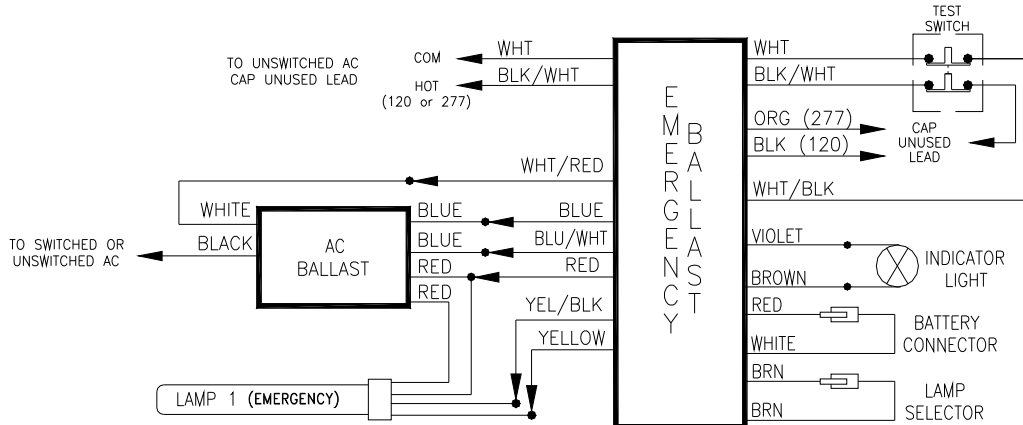 TEST
SWITCH
TO UNSWITCHED AC
CAP UNUSED LEAD
COM
WHT
HOT
(120 or 277)
BLK/WHT
WHT
BLK/WHT
ORG (277)
BLK (120)
CAP
UNUSED
LEAD
EMERGENCY
BALLAST
WHT/RED
WHT/BLK
WHITE
BLACK
TO SWITCHED OR
UNSWITCHED AC
AC
BALLAST
BLUE
BLUE
BLUE
BLU/WHT
RED
RED
RED
YEL/BLK
YELLOW
VIOLET
BROWN
INDICATOR
LIGHT
RED
WHITE
BATTERY
CONNECTOR
BRN
BRN
LAMP
SELECTOR
LAMP 1 (EMERGENCY)